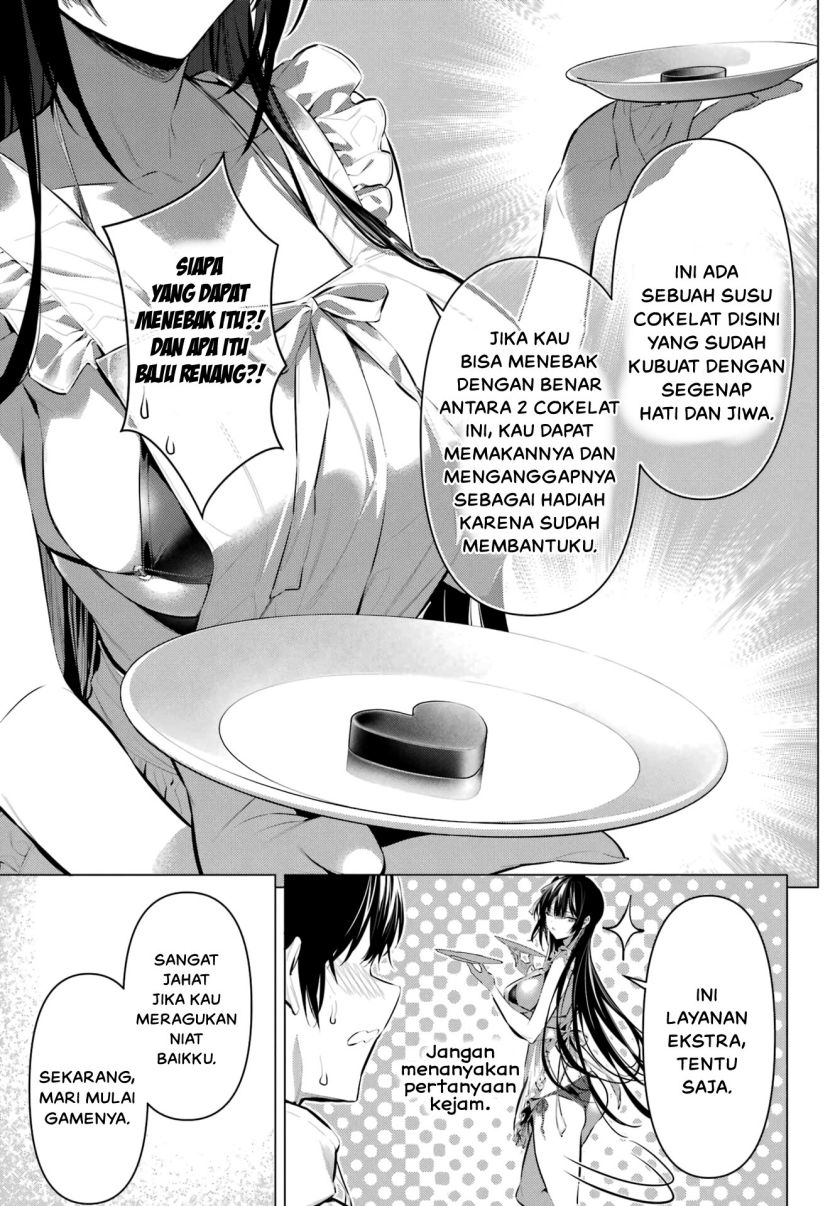 INI ADA
SEBUAH SUSU
COKELAT DISINI
YANG SUDAH
KUBUAT DENGAN
SEGENAP
HATI DAN JIWA.
JIKA KAU
BISA MENEBAK
DENGAN BENAR
ANTARA 2 COKELAT
INI, KAU DAPAT
MEMAKANNYA DAN
MENGANGGAPNYA
SEBAGAI HADIAH
KARENA SUDAH
MEMBANTUKU.
SIAPA
YANG DAPAT
MENEBAK ITU?!
DAN APA ITU
BAJU RENANG?!
INI
LAYANAN
EKSTRA,
TENTU
SAJA.
Jangan
menanyakan
pertanyaan
kejam.
SANGAT
JAHAT
JIKA KAU
MERAGUKAN
NIAT
BAIKKU.
SEKARANG,
MARI MULAI
GAMENYA.